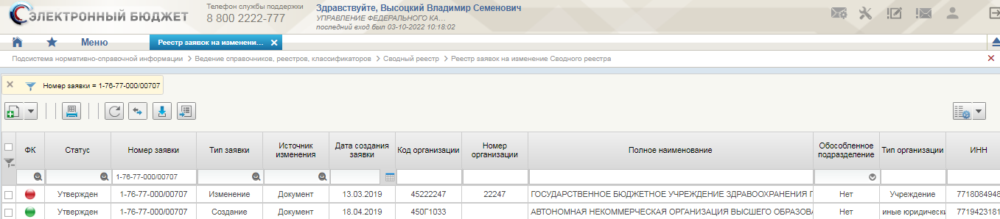 ЭЛЕКТРОННЫЙ БЮДЖЕТ
Телефон службы поддержки
8 800 2222-777
Здравствуйте, Высоцкий Владимир Семенович
УПРАВЛЕНИЕ ФЕДЕРАЛЬНОГО КА...
последний вход был 03-10-2022 10:18:02
Меню
Реестр заявок на изменени...
Подсистема нормативно-справочной информации > Ведение справочников, реестров, классификаторов > Сводный реестр > Реестр заявок на изменение Сводного реестра
Номер заявки = 1-76-77-000/00707
ФК Статус Номер заявки Тип заявки Источник изменения Дата создания заявки Код организации Номер организации Полное наименование Обособленное подразделение Тип организации ИНН
1-76-77-000/00707
Утвержден 1-76-77-000/00707 Изменение Документ 13.03.2019 45222247 22247 ГОСУДАРСТВЕННОЕ БЮДЖЕТНОЕ УЧРЕЖДЕНИЕ ЗДРАВООХРАНЕНИЯ Г Нет Учреждение 7718084948
Утвержден 1-76-77-000/00707 Создание Документ 18.04.2019 450Г1033 АВТОНОМНАЯ НЕКОММЕРЧЕСКАЯ ОРГАНИЗАЦИЯ ВЫСШЕГО ОБРАЗОВА Нет иные юридически 7719423181